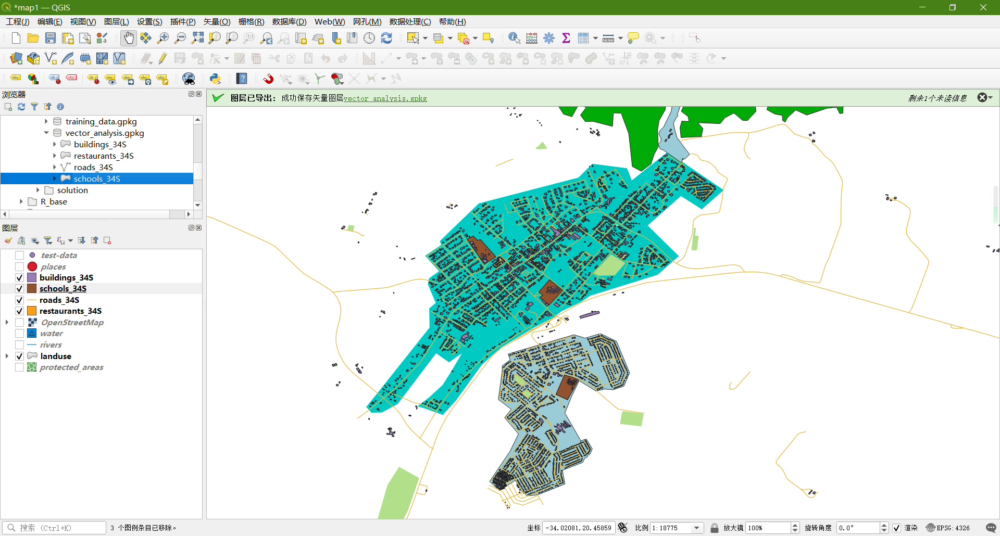 *map1 — QGIS
工程(J) 编辑(E) 视图(V) 图层(L) 设置(S) 插件(P) 矢量(O) 栅格(R) 数据库(D) Web(W) 网孔(M) 数据处理(C) 帮助(H)
浏览器
图层已导出: 成功保存矢量图层vector_analysis.gpkg
剩余1个未读信息
training_data.gpkg
vector_analysis.gpkg
buildings_34S
restaurants_34S
roads_34S
schools_34S
solution
R_base
图层
test-data
places
buildings_34S
schools_34S
roads_34S
restaurants_34S
OpenStreetMap
water
rivers
landuse
protected_areas
搜索 (Ctrl+K) 3 个图例条目已移除。 坐标 -34.02081,20.45859 比例 1:18775 放大镜 100% 旋转角度 0.0° 渲染 EPSG:4326